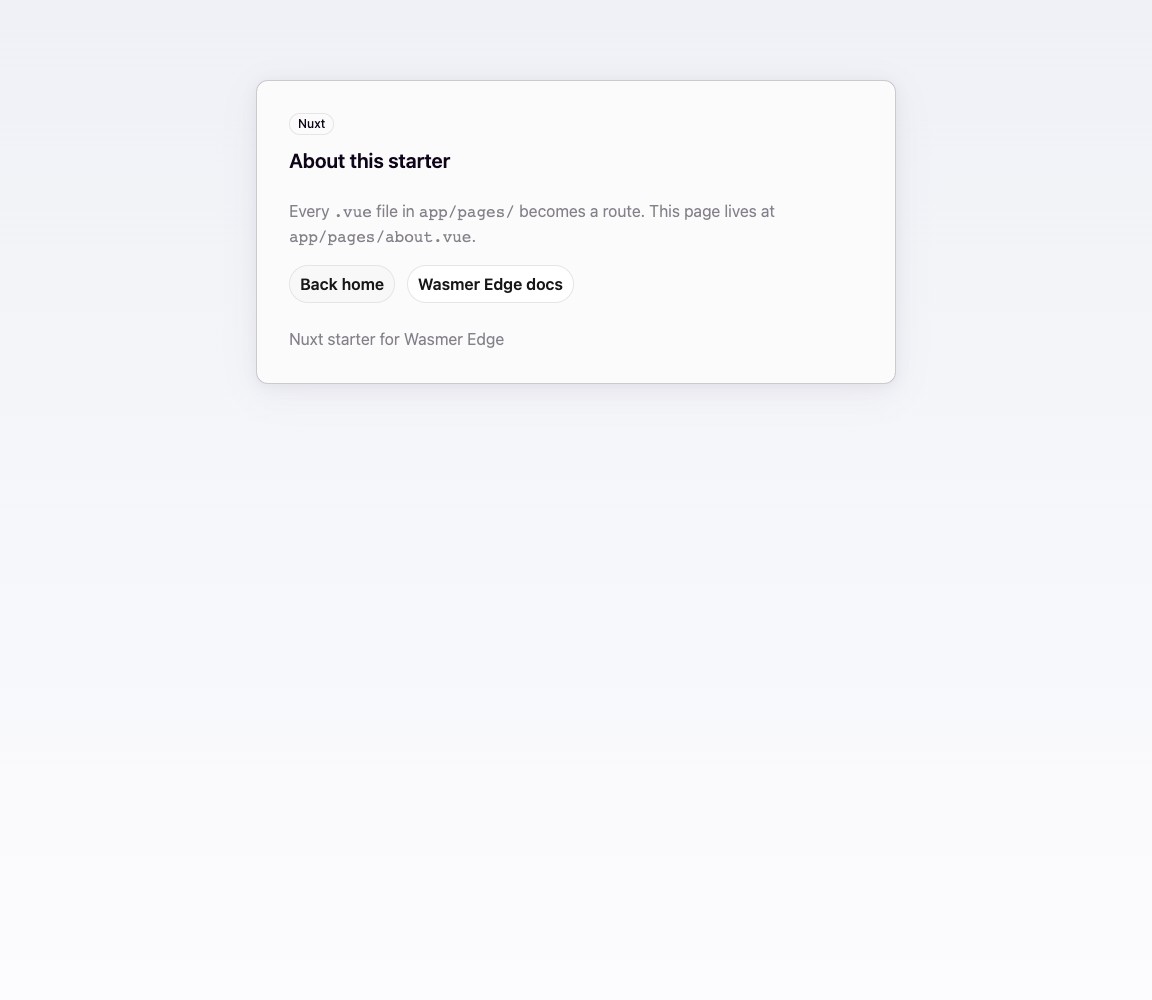 Nuxt
About this starter
Every .vue file in app/pages/ becomes a route. This page lives at
app/pages/about.vue.
Back home
Wasmer Edge docs
Nuxt starter for Wasmer Edge